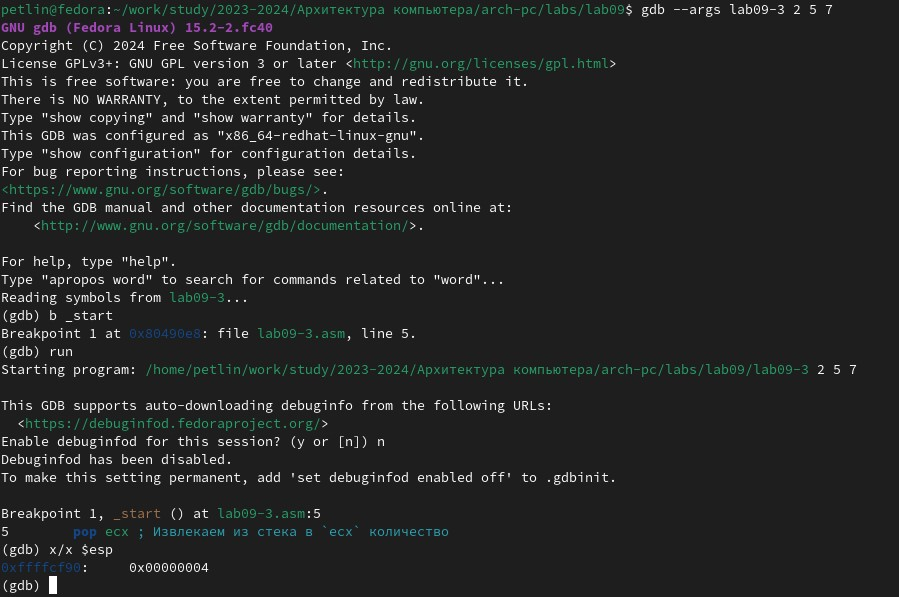 petlin@fedora:~/work/study/2023-2024/Архитектура компьютера/arch-pc/labs/lab09$ gdb --args lab09-3 2 5 7
GNU gdb (Fedora Linux) 15.2-2.fc40
Copyright (C) 2024 Free Software Foundation, Inc.
License GPLv3+: GNU GPL version 3 or later <http://gnu.org/licenses/gpl.html>
This is free software: you are free to change and redistribute it.
There is NO WARRANTY, to the extent permitted by law.
Type "show copying" and "show warranty" for details.
This GDB was configured as "x86_64-redhat-linux-gnu".
Type "show configuration" for configuration details.
For bug reporting instructions, please see:
<https://www.gnu.org/software/gdb/bugs/>.
Find the GDB manual and other documentation resources online at:
    <http://www.gnu.org/software/gdb/documentation/>.

For help, type "help".
Type "apropos word" to search for commands related to "word"...
Reading symbols from lab09-3...
(gdb) b _start
Breakpoint 1 at 0x80490e8: file lab09-3.asm, line 5.
(gdb) run
Starting program: /home/petlin/work/study/2023-2024/Архитектура компьютера/arch-pc/labs/lab09/lab09-3 2 5 7

This GDB supports auto-downloading debuginfo from the following URLs:
  <https://debuginfod.fedoraproject.org/>
Enable debuginfod for this session? (y or [n]) n
Debuginfod has been disabled.
To make this setting permanent, add 'set debuginfod enabled off' to .gdbinit.

Breakpoint 1, _start () at lab09-3.asm:5
5        pop ecx ; Извлекаем из стека в `ecx` количество
(gdb) x/x $esp
0xffffcf90:     0x00000004
(gdb)